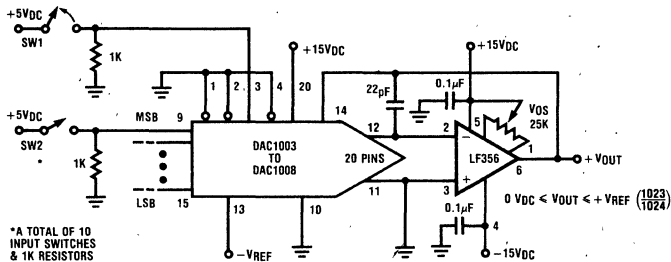 +5VDC
SW1
1K
+5VDC
SW2
1K
MSB
9
LSB
15
1
2
3
4
20
+15VDC
14
DAC1003
TO
DAC1008
20 PINS
12
11
13
−VREF
10
22pF
0.1µF
+15VDC
VOS
25K
5
1
2
−
LF356
+
3
6
+ VOUT
0.1µF
4
−15VDC
0 VDC ≤ VOUT ≤ + VREF (1023/1024)
*A TOTAL OF 10
INPUT SWITCHES
& 1K RESISTORS